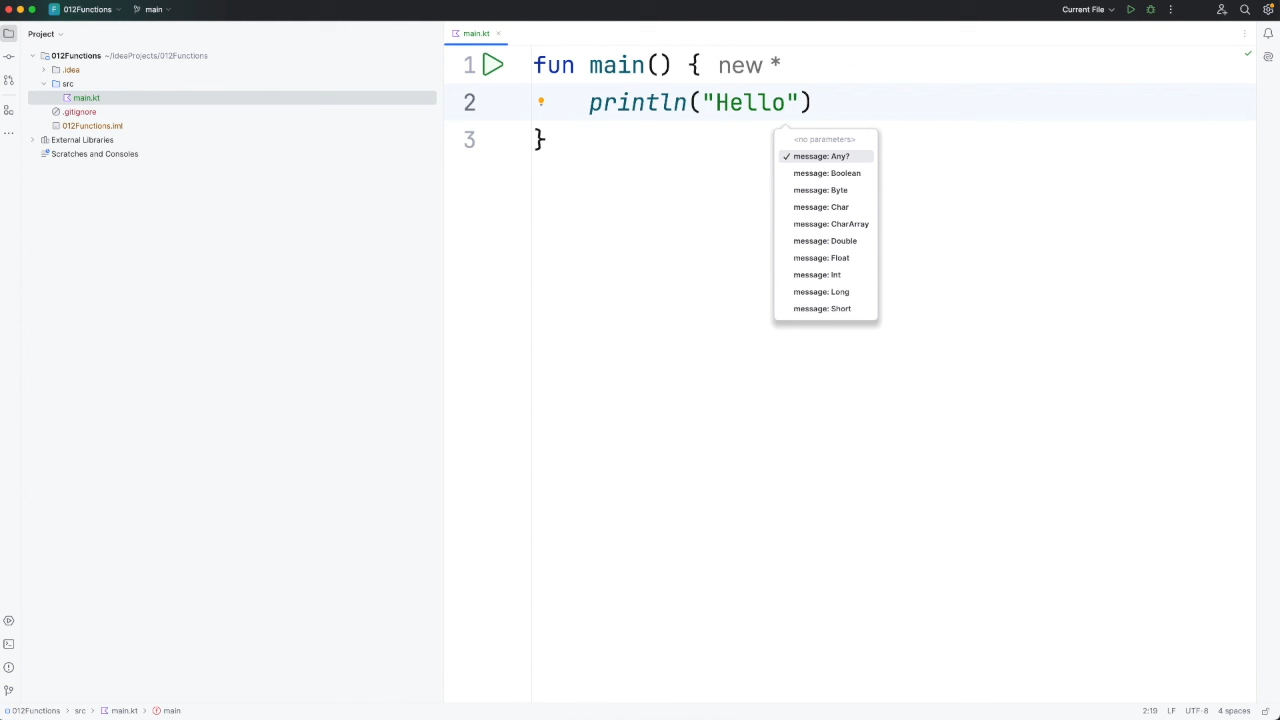 012Functions
main
Current File
Project
012Functions ~/IdeaProjects/012Functions
.idea
src
main.kt
.gitignore
012Functions.iml
External Libraries
Scratches and Consoles
main.kt
1 fun main() { new *
2 println("Hello")
3 }
<no parameters>
message: Any?
message: Boolean
message: Byte
message: Char
message: CharArray
message: Double
message: Float
message: Int
message: Long
message: Short
012Functions > src > main.kt > main
2:19 LF UTF-8 4 spaces